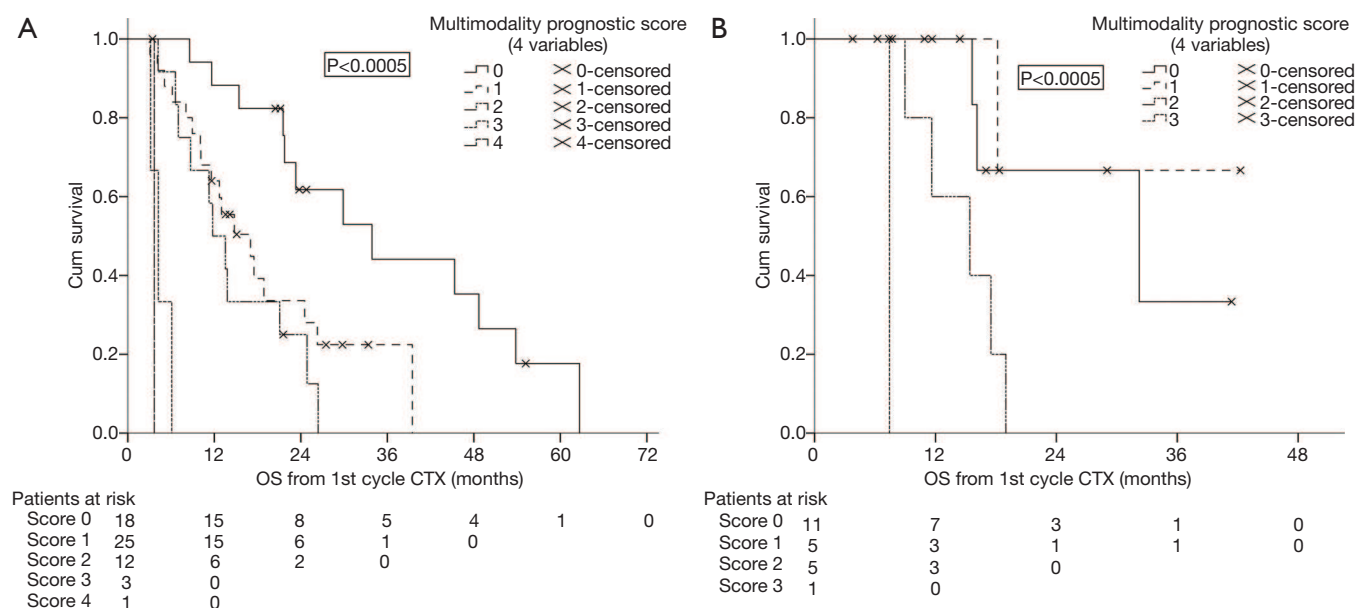 A
Multimodality prognostic score
(4 variables)
P<0.0005
0 0-censored
1 1-censored
2 2-censored
3 3-censored
4 4-censored
1.0
0.8
0.6
0.4
0.2
0.0
Cum survival
0 12 24 36 48 60 72
OS from 1st cycle CTX (months)
Patients at risk
Score 0 18 15 8 5 4 1 0
Score 1 25 15 6 1 0
Score 2 12 6 2 0
Score 3 3 0
Score 4 1 0
B
Multimodality prognostic score
(4 variables)
P<0.0005
0 0-censored
1 1-censored
2 2-censored
3 3-censored
1.0
0.8
0.6
0.4
0.2
0.0
Cum survival
0 12 24 36 48
OS from 1st cycle CTX (months)
Patients at risk
Score 0 11 7 3 1 0
Score 1 5 3 1 1 0
Score 2 5 3 0
Score 3 1 0